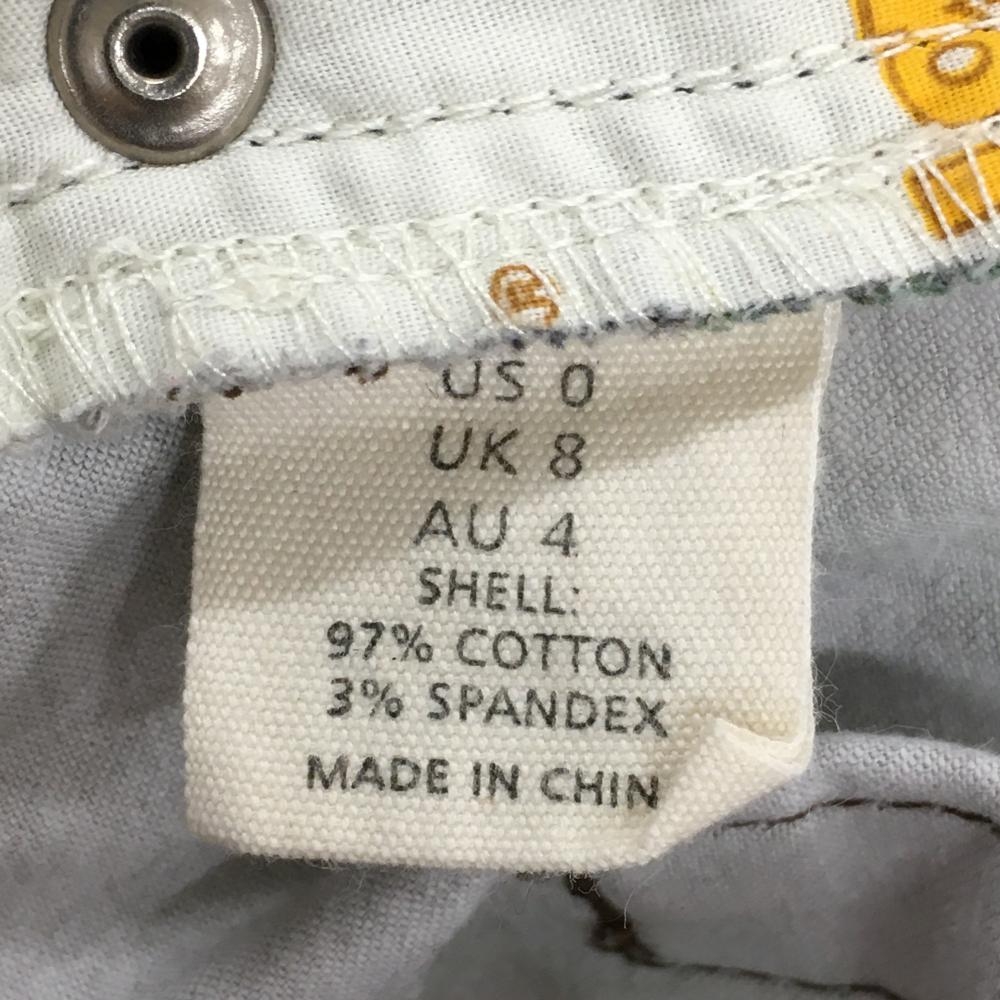 US 0
UK 8
AU 4
SHELL:
97% COTTON
3% SPANDEX
MADE IN CHIN